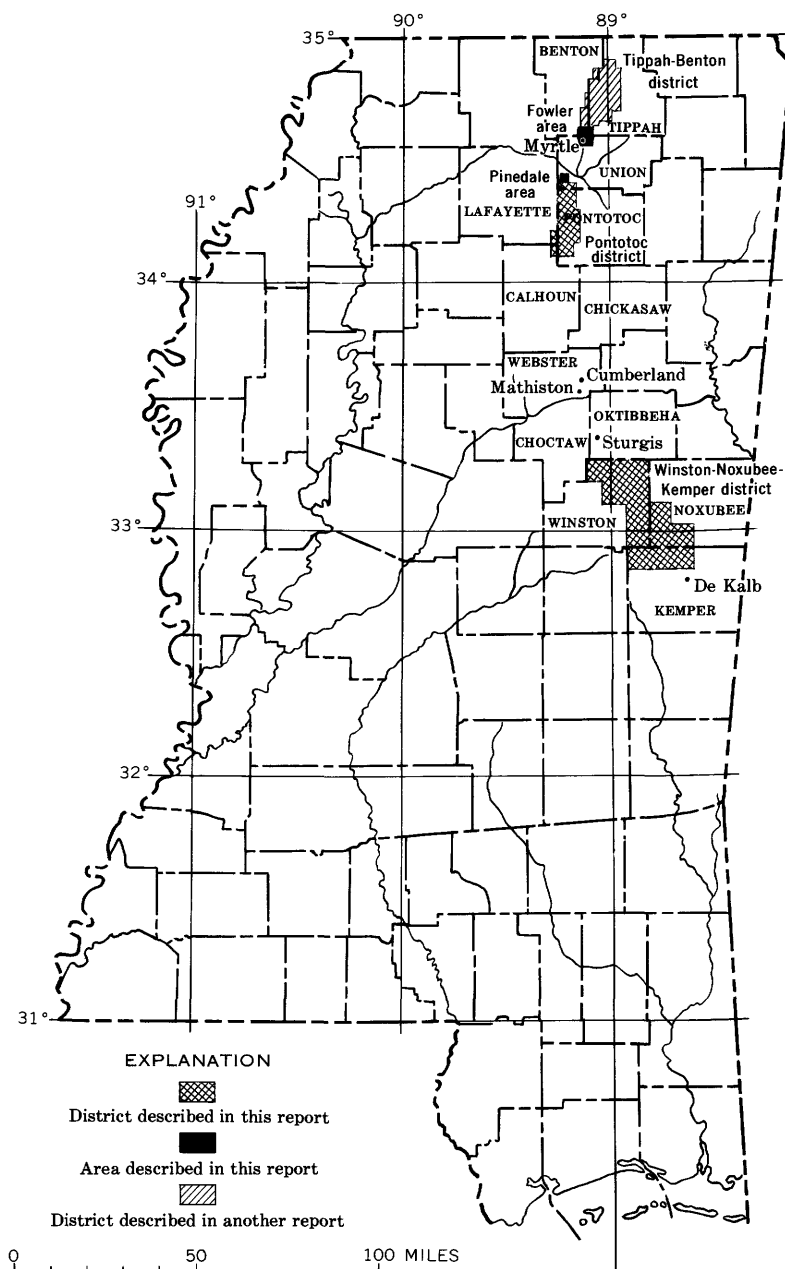 90° 89°
35°
BENTON
Tippah-Benton
district
Fowler
area
TIPPAH
Myrtle
UNION
Pinedale
area
91°
LAFAYETTE
PONTOTOC
Pontotoc
district
34°
CALHOUN
CHICKASAW
WEBSTER
Cumberland
Mathiston
OKTIBBEHA
CHOCTAW
Sturgis
Winston-Noxubee-
Kemper district
NOXUBEE
33°
WINSTON
De Kalb
KEMPER
32°
31°
EXPLANATION
District described in this report
Area described in this report
District described in another report
0 50 100 MILES